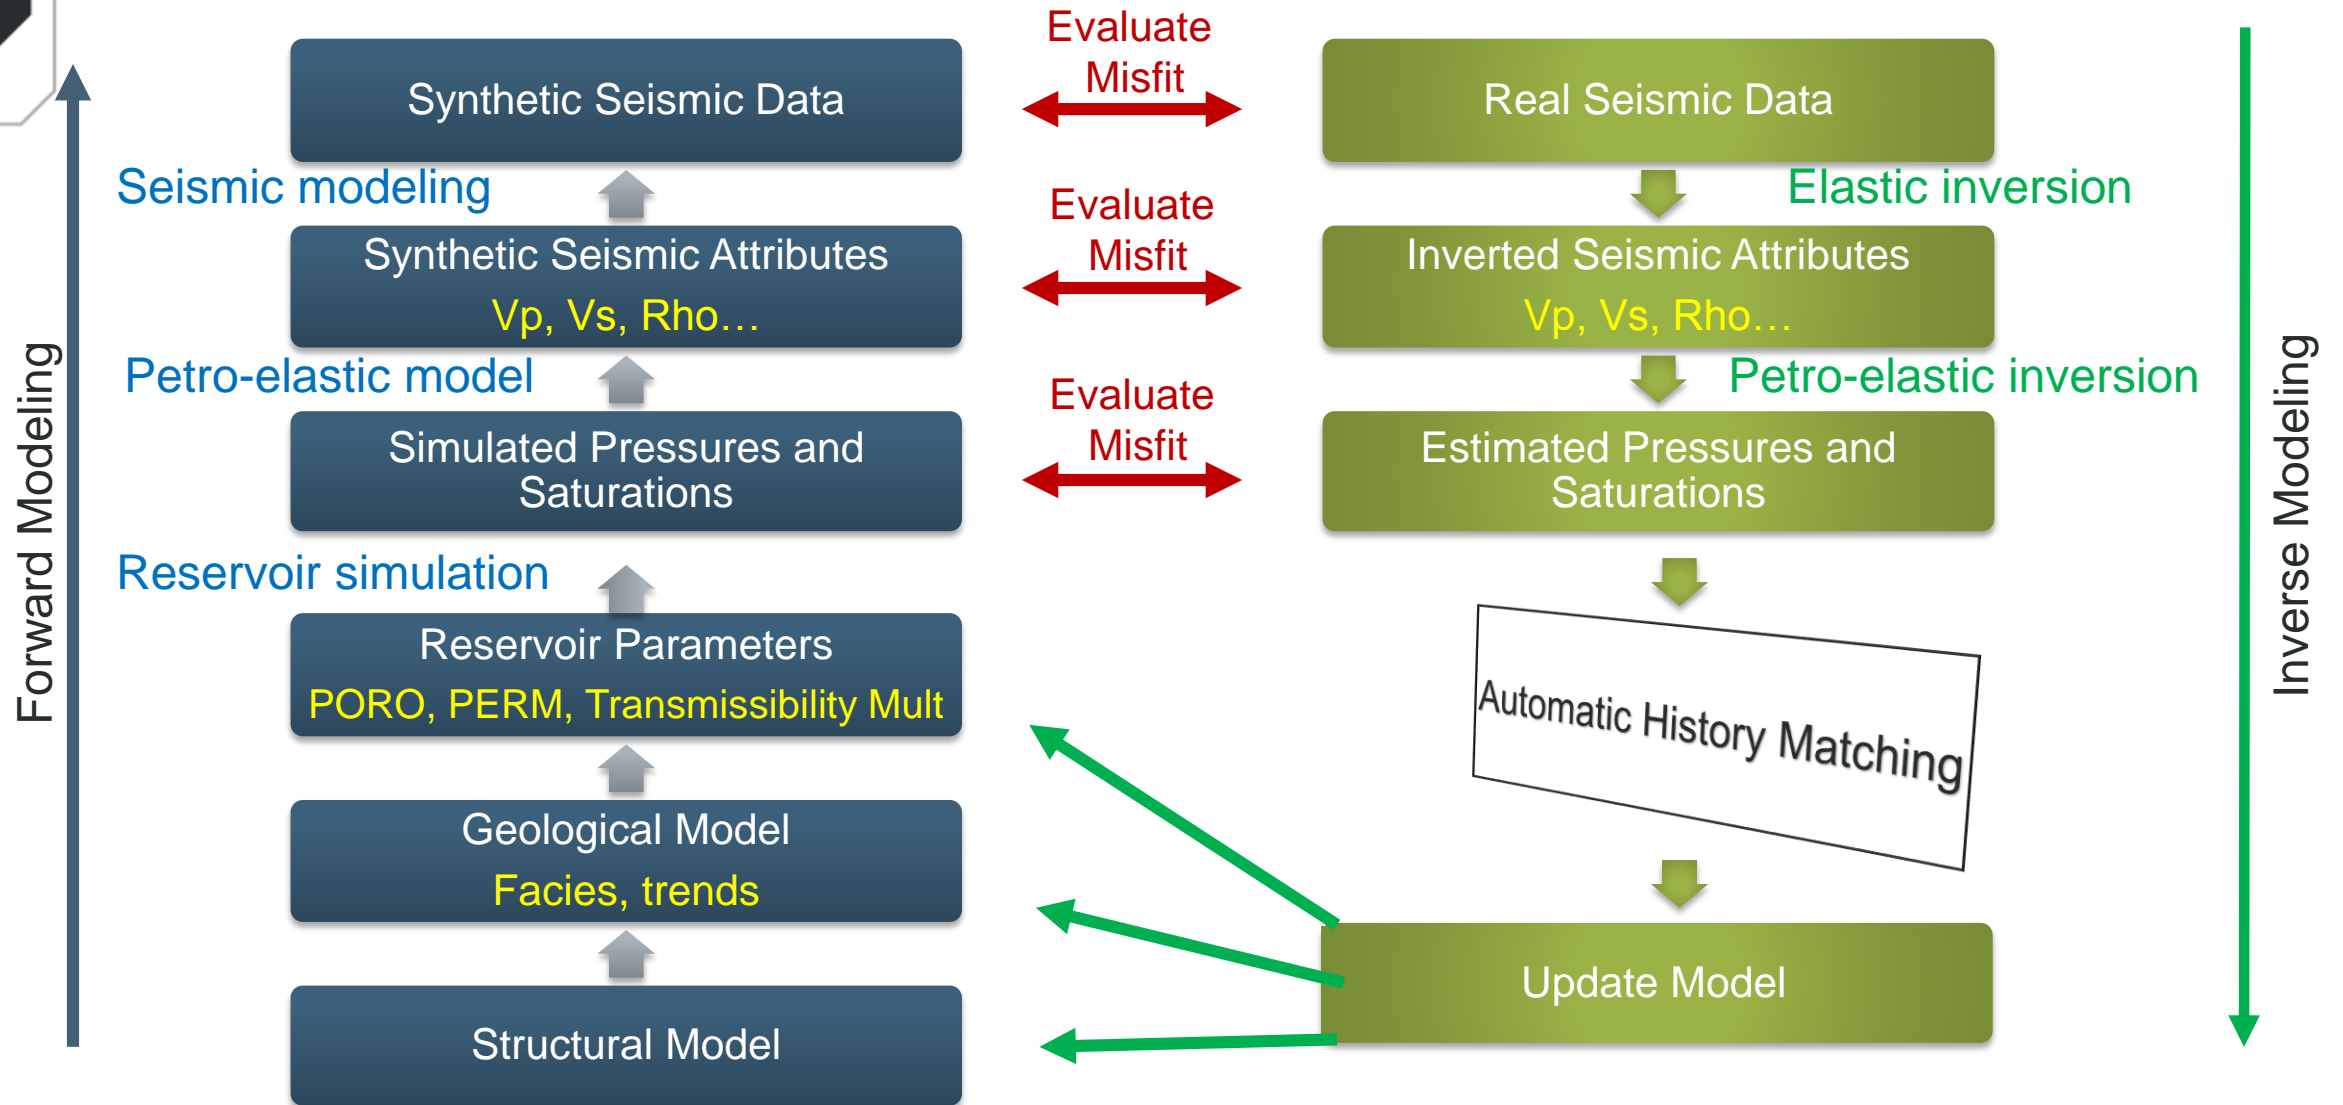 Evaluate
Misfit
Synthetic Seismic Data
Real Seismic Data
Seismic modeling
Elastic inversion
Evaluate
Misfit
Synthetic Seismic Attributes
Vp, Vs, Rho…
Inverted Seismic Attributes
Vp, Vs, Rho…
Petro-elastic model
Petro-elastic inversion
Evaluate
Misfit
Simulated Pressures and
Saturations
Estimated Pressures and
Saturations
Forward Modeling
Inverse Modeling
Reservoir simulation
Reservoir Parameters
PORO, PERM, Transmissibility Mult
Automatic History Matching
Geological Model
Facies, trends
Update Model
Structural Model